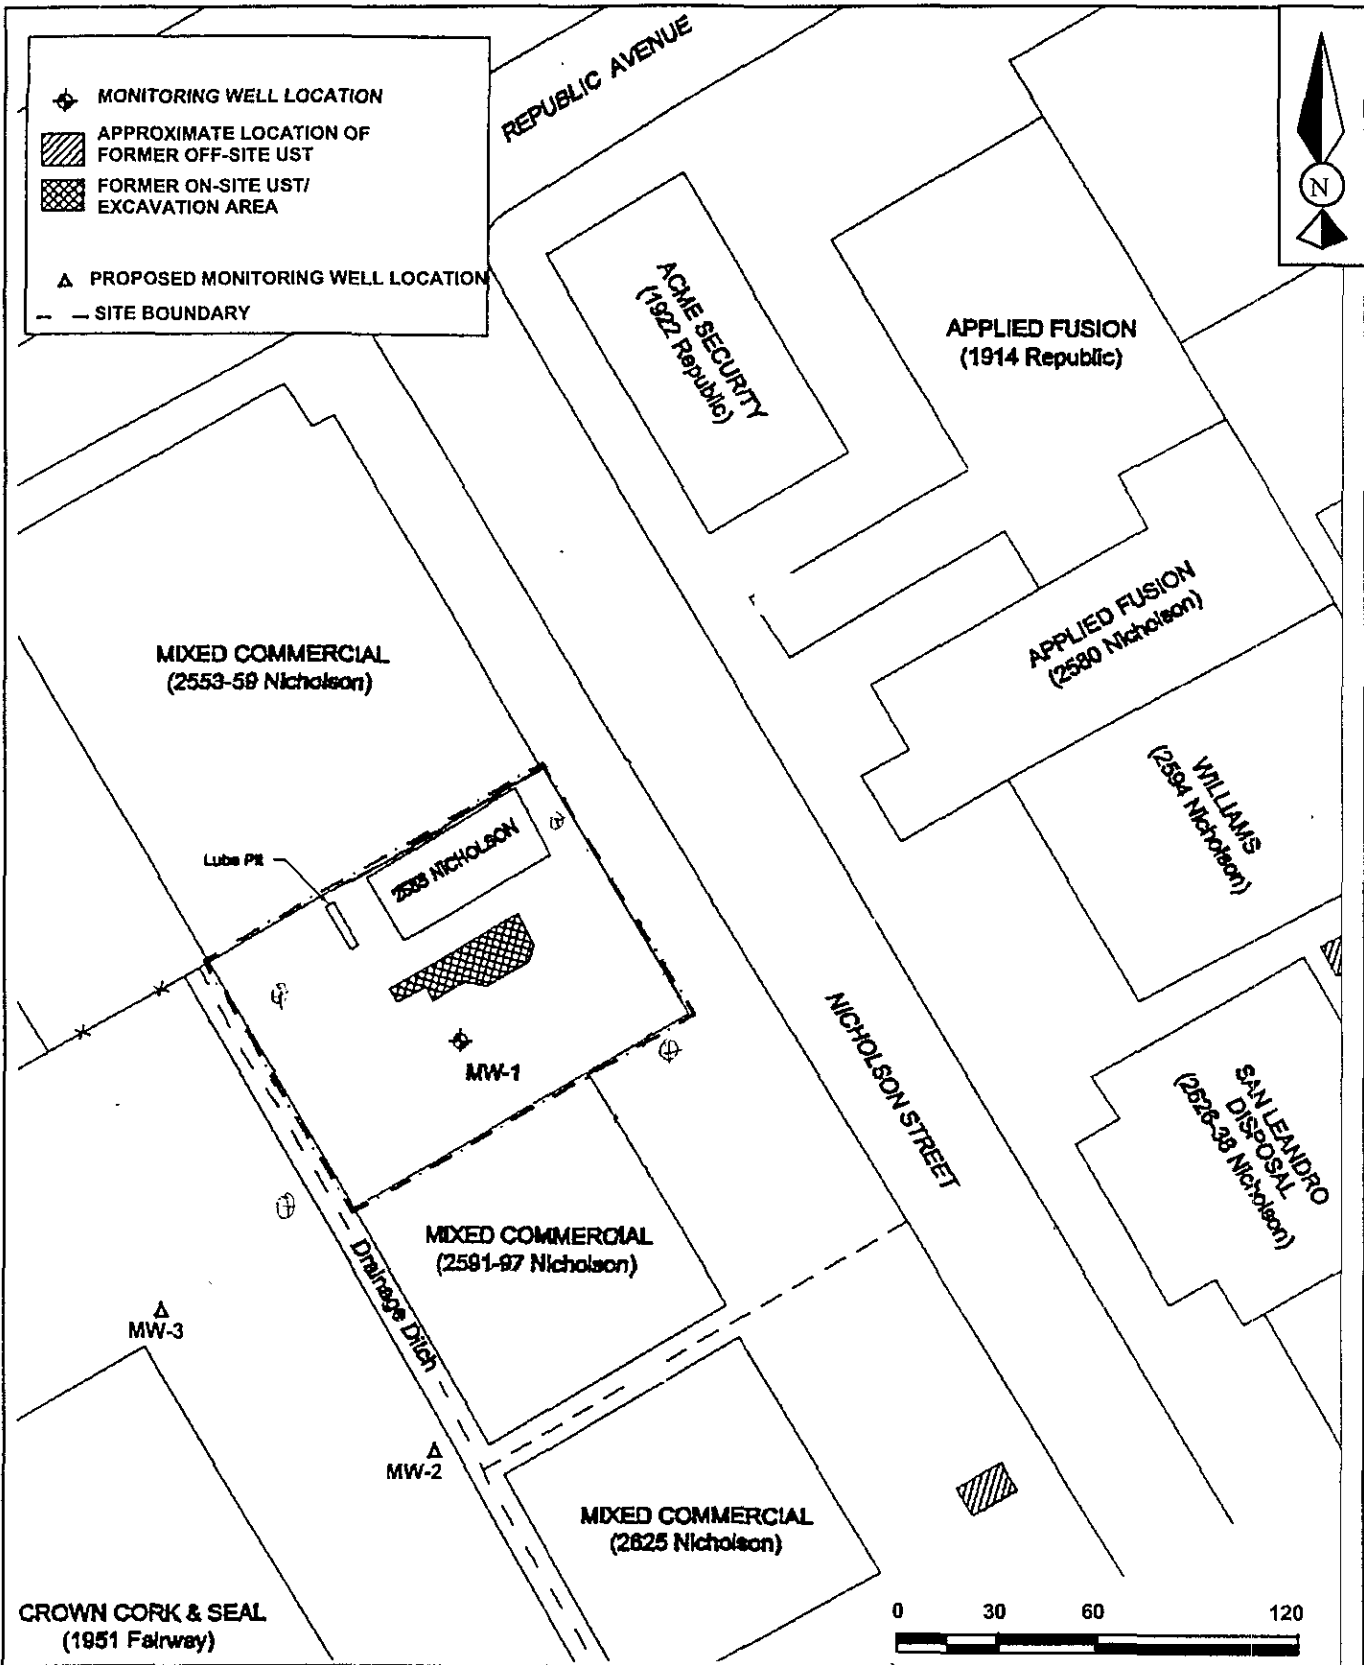 MONITORING WELL LOCATION
APPROXIMATE LOCATION OF
FORMER OFF-SITE UST
FORMER ON-SITE UST/
EXCAVATION AREA
PROPOSED MONITORING WELL LOCATION
SITE BOUNDARY
REPUBLIC AVENUE
N
ACME SECURITY
(1922 Republic)
APPLIED FUSION
(1914 Republic)
APPLIED FUSION
(2580 Nicholson)
MIXED COMMERCIAL
(2553-59 Nicholson)
WILLIAMS
(2594 Nicholson)
Lube Pit
NICHOLSON
MW-1
NICHOLSON STREET
SAN LEANDRO
DISPOSAL
(2626-38 Nicholson)
MIXED COMMERCIAL
(2591-97 Nicholson)
Drainage Ditch
MW-3
MW-2
MIXED COMMERCIAL
(2625 Nicholson)
CROWN CORK & SEAL
(1951 Fairway)
0 30 60 120